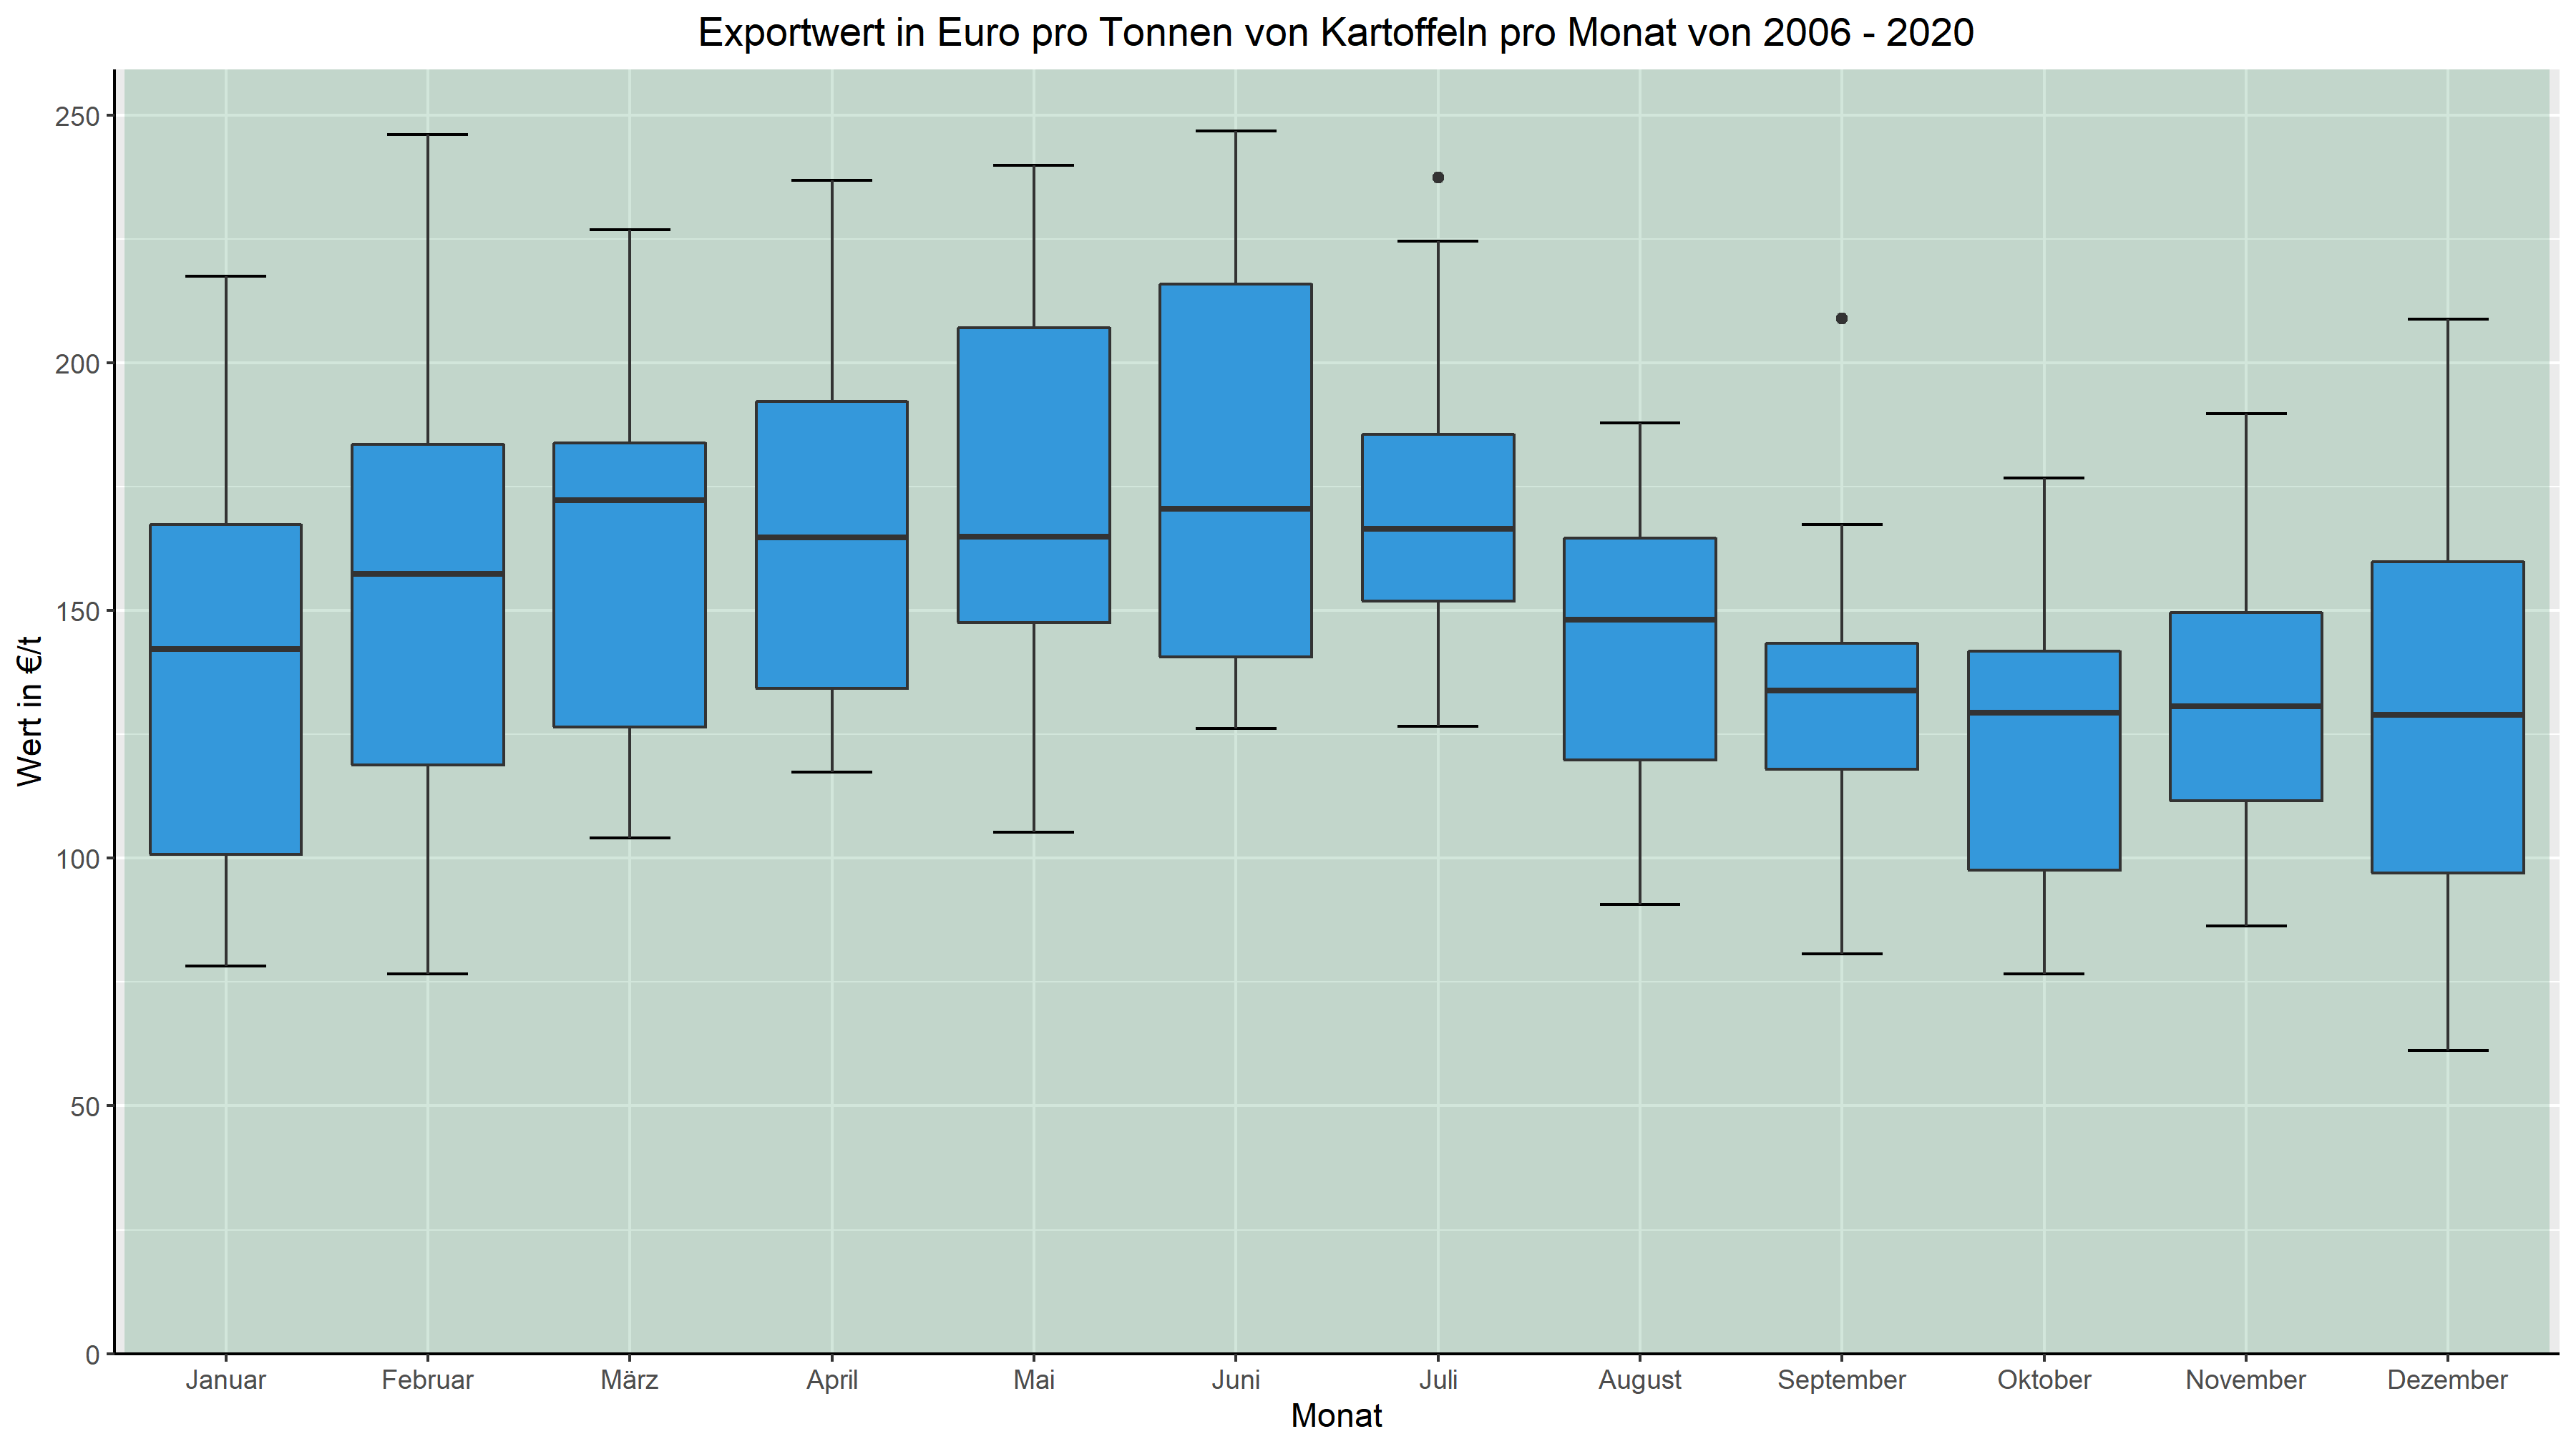 Exportwert in Euro pro Tonnen von Kartoffeln pro Monat von 2006 - 2020
Wert in €/t
250
200
150
100
50
0
Januar Februar März April Mai Juni Juli August September Oktober November Dezember
Monat